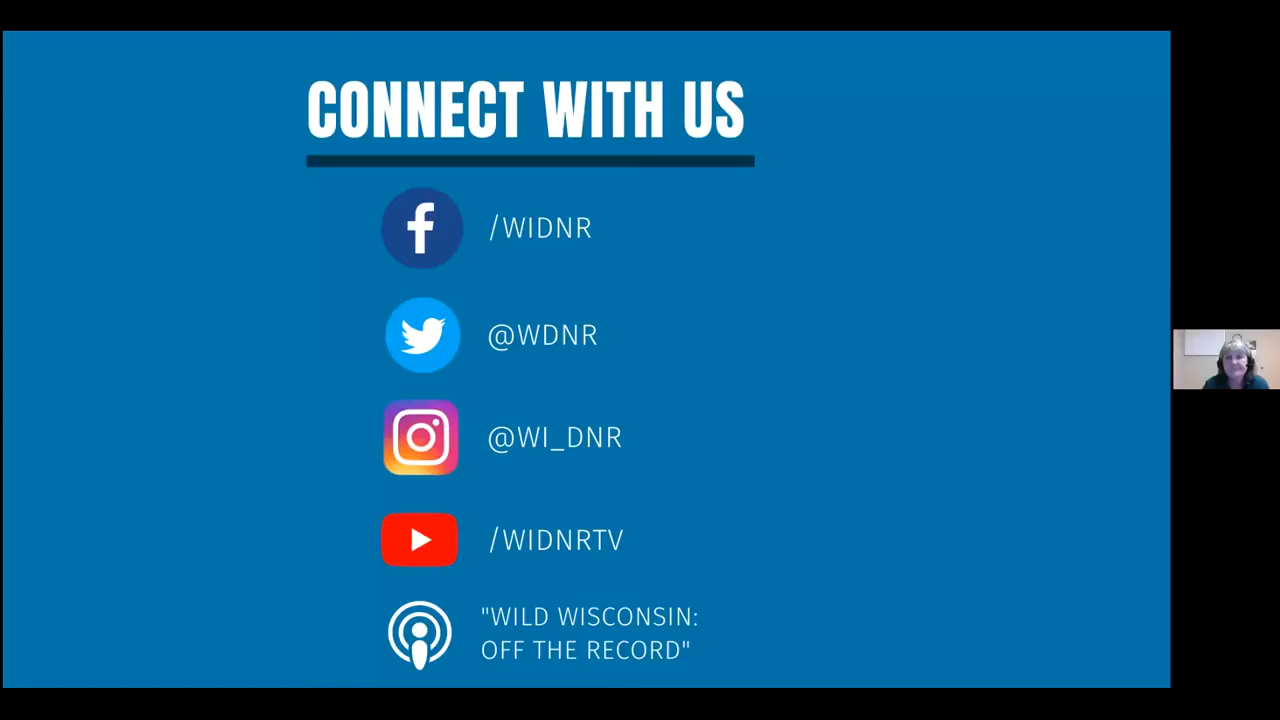 CONNECT WITH US
/WIDNR
@WDNR
@WI_DNR
/WIDNRTV
"WILD WISCONSIN:
OFF THE RECORD"